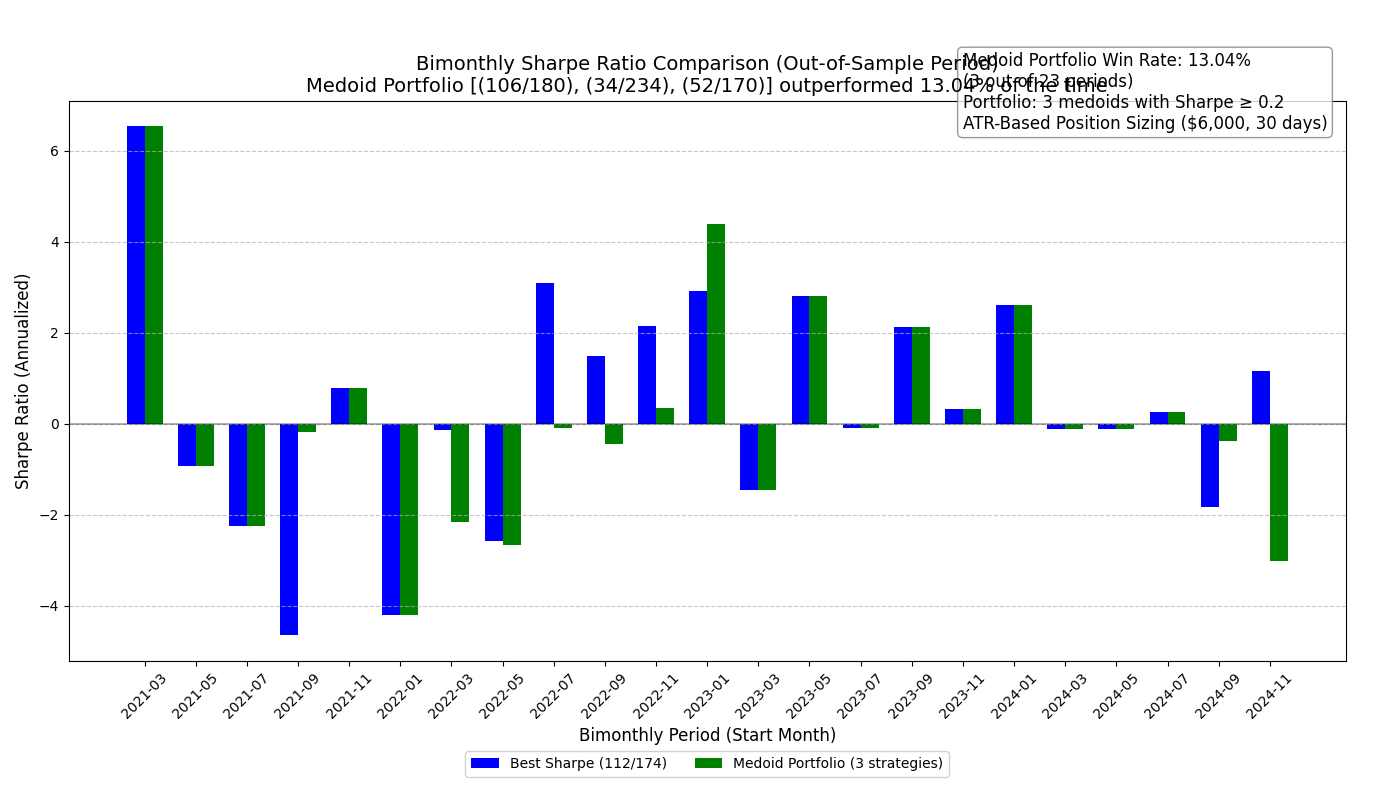 Bimonthly Sharpe Ratio Comparison (Out-of-Sample Period)
Medoid Portfolio [(106/180), (34/234), (52/170)] outperformed 13.04% of the time
Medoid Portfolio Win Rate: 13.04%
(3 out of 23 periods)
Portfolio: 3 medoids with Sharpe ≥ 0.2
ATR-Based Position Sizing ($6,000, 30 days)
Sharpe Ratio (Annualized)
6
4
2
0
−2
−4
2021-03
2021-05
2021-07
2021-09
2021-11
2022-01
2022-03
2022-05
2022-07
2022-09
2022-11
2023-01
2023-03
2023-05
2023-07
2023-09
2023-11
2024-01
2024-03
2024-05
2024-07
2024-09
2024-11
Bimonthly Period (Start Month)
Best Sharpe (112/174)
Medoid Portfolio (3 strategies)